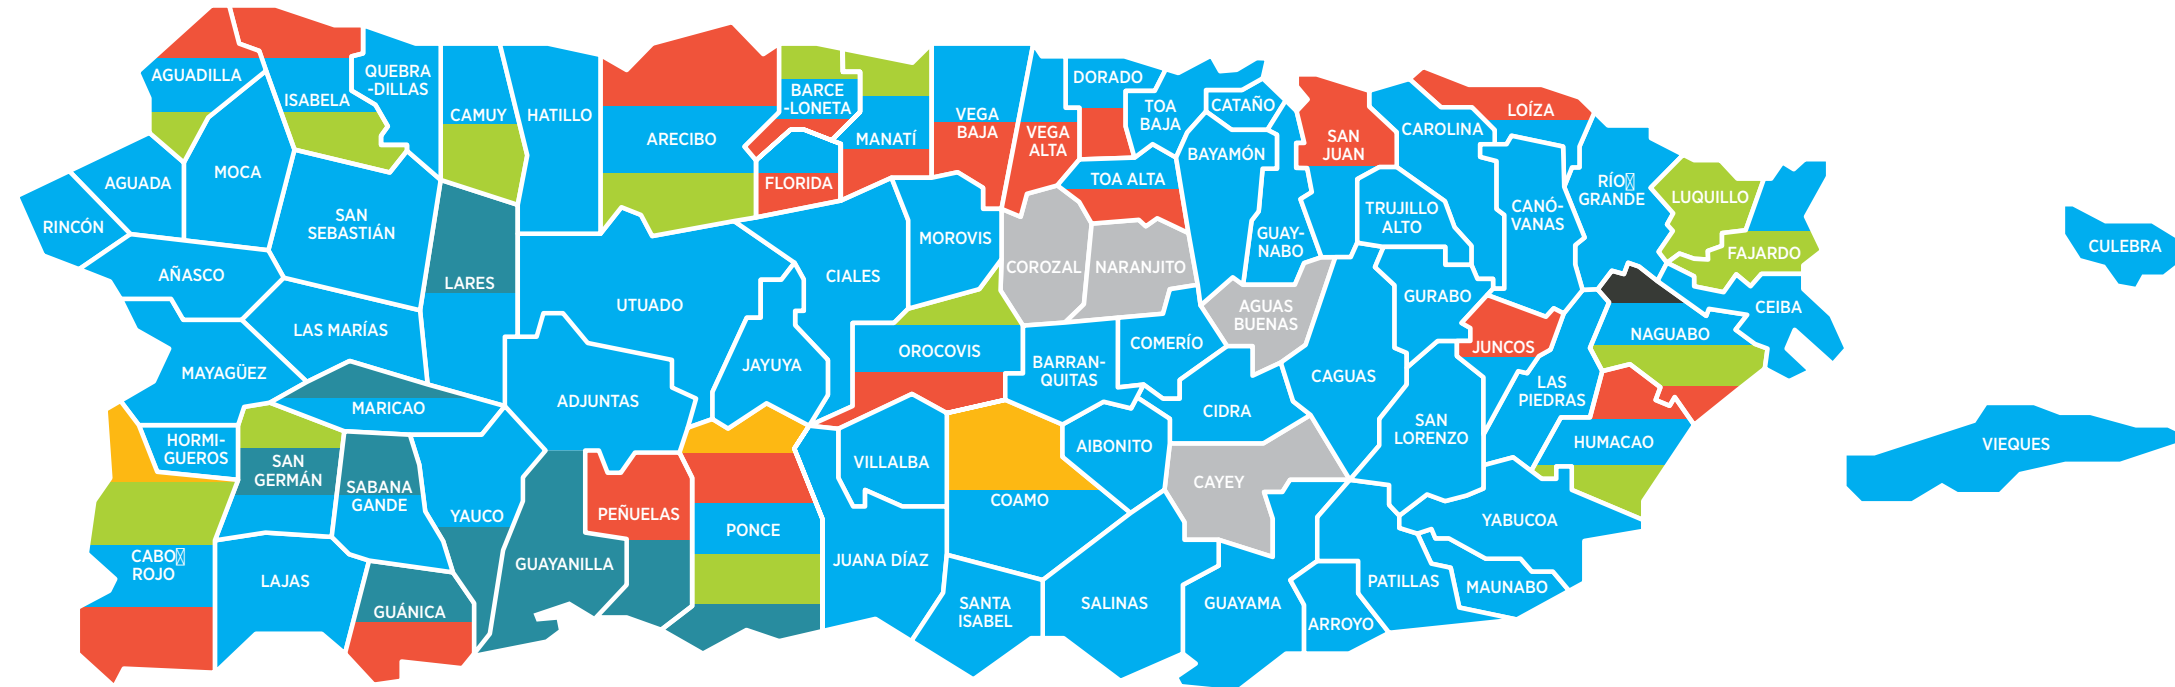 AGUADILLA
ISABELA
QUEBRA
-DILLAS
CAMUY
HATILLO
ARECIBO
BARCE
-LONETA
MANATÍ
VEGA
BAJA
VEGA
ALTA
DORADO
TOA
BAJA
CATAÑO
BAYAMÓN
SAN
JUAN
CAROLINA
LOÍZA
AGUADA
MOCA
FLORIDA
TOA ALTA
RÍO
GRANDE
LUQUILLO
RINCÓN
SAN
SEBASTIÁN
MOROVIS
GUAY-
NABO
TRUJILLO
ALTO
CANÓ-
VANAS
FAJARDO
CULEBRA
AÑASCO
LARES
UTUADO
CIALES
COROZAL
NARANJITO
GURABO
CEIBA
LAS MARÍAS
AGUAS
BUENAS
NAGUABO
MAYAGÜEZ
JAYUYA
OROCOVIS
BARRAN-
QUITAS
COMERÍO
CAGUAS
JUNCOS
MARICAO
ADJUNTAS
CIDRA
LAS
PIEDRAS
HORMI-
GUEROS
SAN
GERMÁN
VILLALBA
AIBONITO
SAN
LORENZO
HUMACAO
VIEQUES
SABANA
GANDE
YAUCO
PEÑUELAS
PONCE
COAMO
CAYEY
YABUCOA
CABO
ROJO
LAJAS
GUAYANILLA
JUANA DÍAZ
GUÁNICA
SANTA
ISABEL
SALINAS
GUAYAMA
ARROYO
PATILLAS
MAUNABO